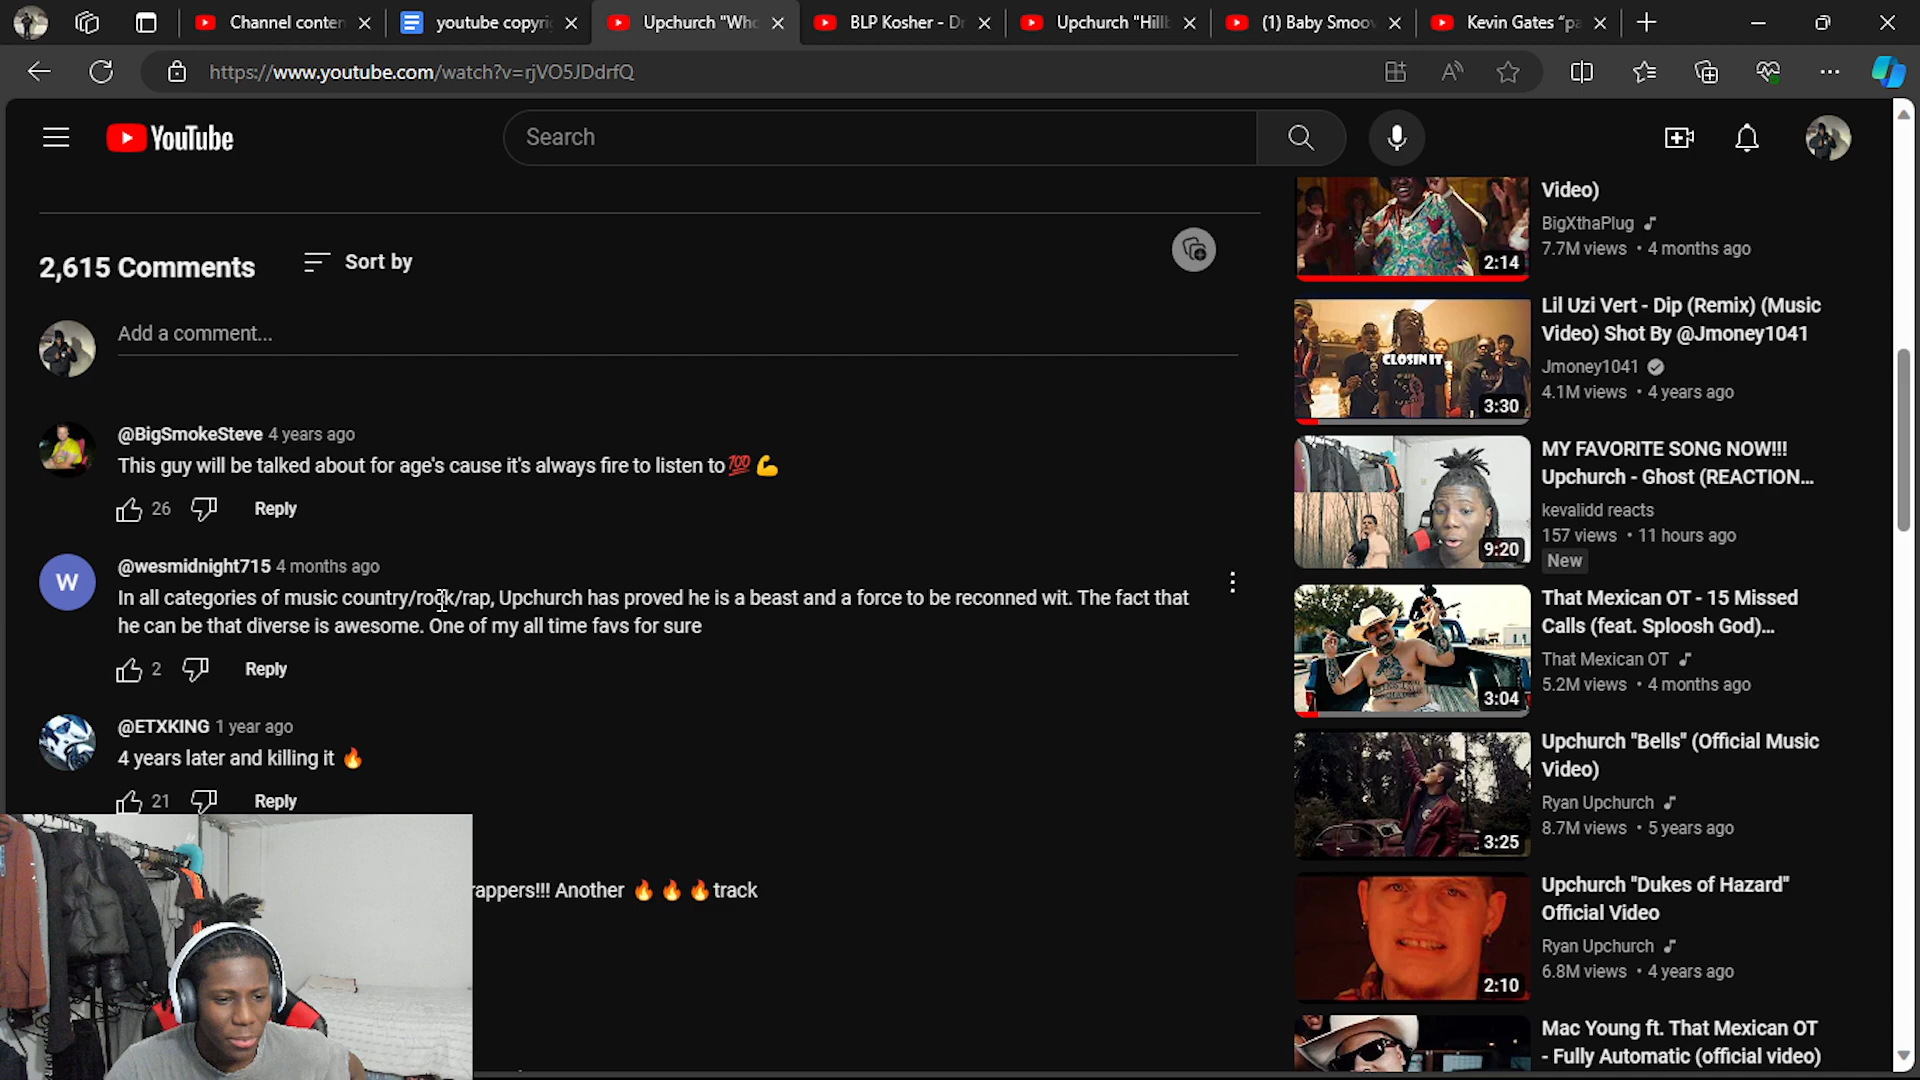 Channel conten
youtube copyri
Upchurch "Who
BLP Kosher - D
Upchurch "Hillb
(1) Baby Smoov
Kevin Gates "pa
https://www.youtube.com/watch?v=rjVO5JDdrfQ
YouTube
Search
2,615 Comments
Sort by
Add a comment...
@BigSmokeSteve 4 years ago
This guy will be talked about for age's cause it's always fire to listen to💯💪
26
Reply
W
@wesmidnight715 4 months ago
In all categories of music country/rock/rap, Upchurch has proved he is a beast and a force to be reconned wit. The fact that
he can be that diverse is awesome. One of my all time favs for sure
2
Reply
@ETXKING 1 year ago
4 years later and killing it 🔥
21
Reply
rappers!!! Another 🔥 🔥 🔥track
Video)
BigXthaPlug
7.7M views • 4 months ago
2:14
Lil Uzi Vert - Dip (Remix) (Music
Video) Shot By @Jmoney1041
Jmoney1041
4.1M views • 4 years ago
CLOSIN IT
3:30
MY FAVORITE SONG NOW!!!
Upchurch - Ghost (REACTION...
kevalidd reacts
157 views • 11 hours ago
New
9:20
That Mexican OT - 15 Missed
Calls (feat. Sploosh God)...
That Mexican OT
5.2M views • 4 months ago
3:04
Upchurch "Bells" (Official Music
Video)
Ryan Upchurch
8.7M views • 5 years ago
3:25
Upchurch "Dukes of Hazard"
Official Video
Ryan Upchurch
6.8M views • 4 years ago
2:10
Mac Young ft. That Mexican OT
- Fully Automatic (official video)